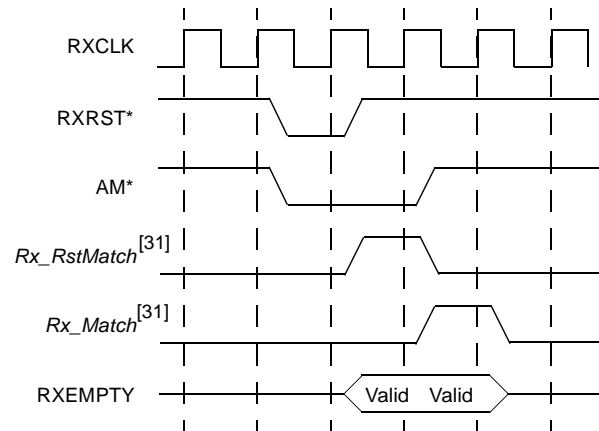 RXCLK
RXRST*
AM*
Rx_RstMatch[31]
Rx_Match[31]
RXEMPTY Valid Valid